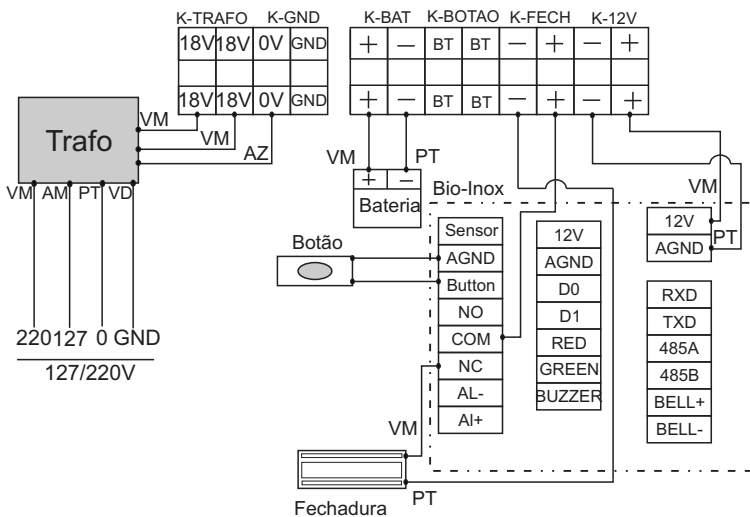 K-TRAFO K-GND K-BAT K-BOTAO K-FECH K-12V
18V 18V 0V GND + − BT BT − + − +
18V 18V 0V GND + − BT BT − + − +
Trafo
VM
VM
AZ
VM AM PT VD
220 127 0 GND
127/220V
VM PT
+ −
Bateria
Bio-Inox
Botão
Sensor
AGND
Button
NO
COM
NC
AL-
Al+
12V
AGND
D0
D1
RED
GREEN
BUZZER
VM
12V
AGND
PT
RXD
TXD
485A
485B
BELL+
BELL-
VM
PT
Fechadura